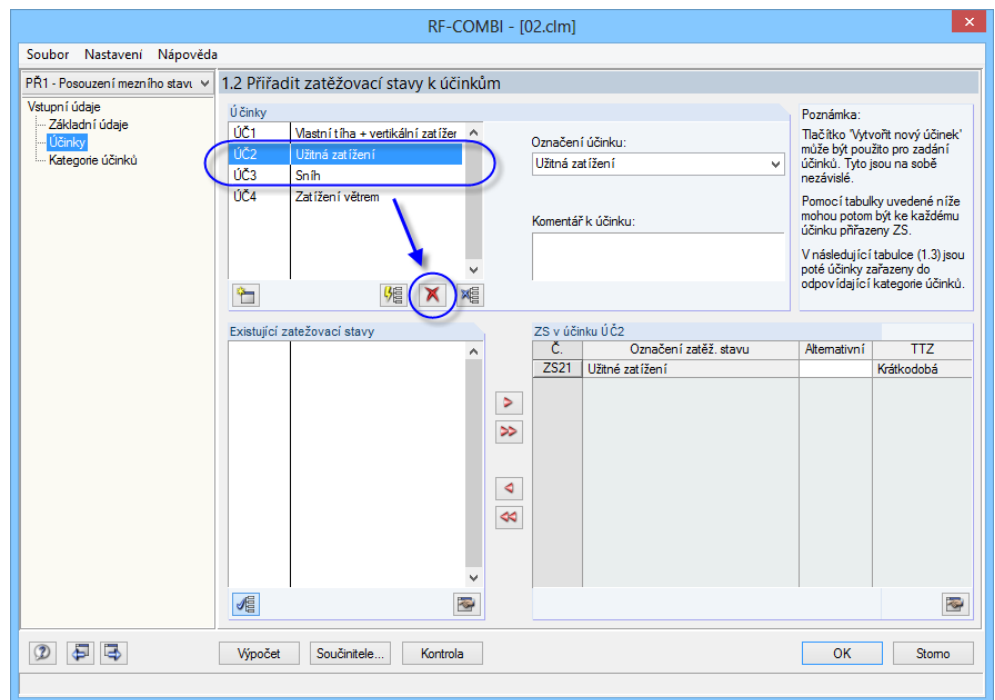 RF-COMBI - [02.clm]
Soubor Nastavení Nápověda
PŘ1 - Posouzení mezního stavu
1.2 Přiřadit zatěžovací stavy k účinkům
Vstupní údaje
Základní údaje
Účinky
Kategorie účinků
Účinky
ÚČ1 Vlastní tíha + vertikální zatížer
ÚČ2 Užitná zatížení
ÚČ3 Sníh
ÚČ4 Zatížení větrem
Označení účinku:
Užitná zatížení
Komentář k účinku:
Poznámka:
Tlačítko 'Vytvořit nový účinek'
může být použito pro zadání
účinků. Tyto jsou na sobě
nezávislé.
Pomocí tabulky uvedené níže
mohou potom být ke každému
účinku přiřazeny ZS.
V následující tabulce (1.3) jsou
poté účinky zařazeny do
odpovídající kategorie účinků.
Existující zatežovací stavy
ZS v účinku ÚČ2
Č. Označení zatěž. stavu Alternativní TTZ
ZS21 Užitné zatížení Krátkodobá
Výpočet Součinitele... Kontrola OK Storno